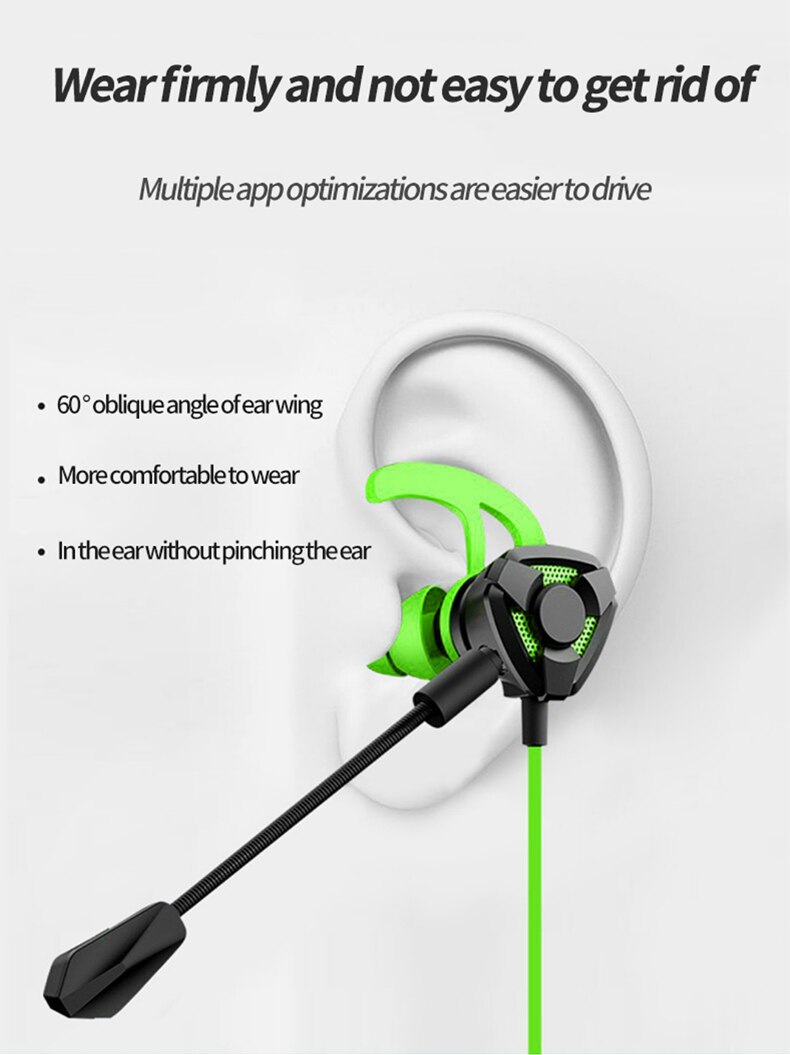 Wear firmly and not easy to get rid of
Multiple app optimizations are easier to drive
• 60° oblique angle of ear wing
• More comfortable to wear
• In the ear without pinching the ear